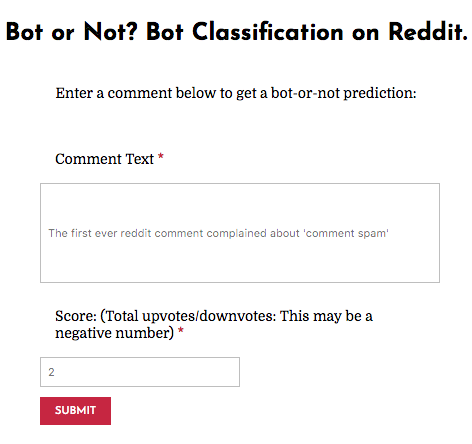 Bot or Not? Bot Classification on Reddit.
Enter a comment below to get a bot-or-not prediction:
Comment Text *
The first ever reddit comment complained about 'comment spam'
Score: (Total upvotes/downvotes: This may be a
negative number) *
2
SUBMIT